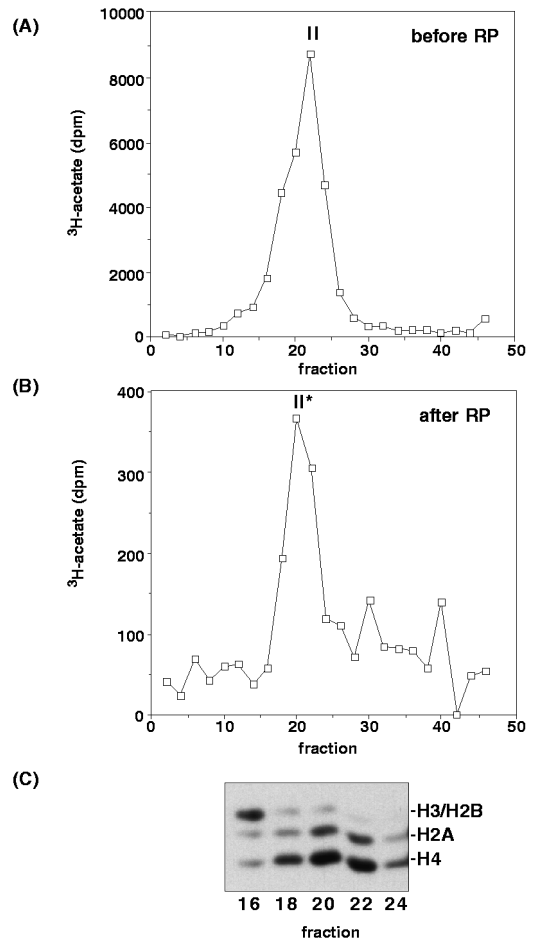 (A)
II
before RP
10000
8000
6000
4000
2000
0
³H-acetate (dpm)
0 10 20 30 40 50
fraction
(B)
II*
after RP
400
300
200
100
0
³H-acetate (dpm)
0 10 20 30 40 50
fraction
(C)
-H3/H2B
-H2A
-H4
16 18 20 22 24
fraction